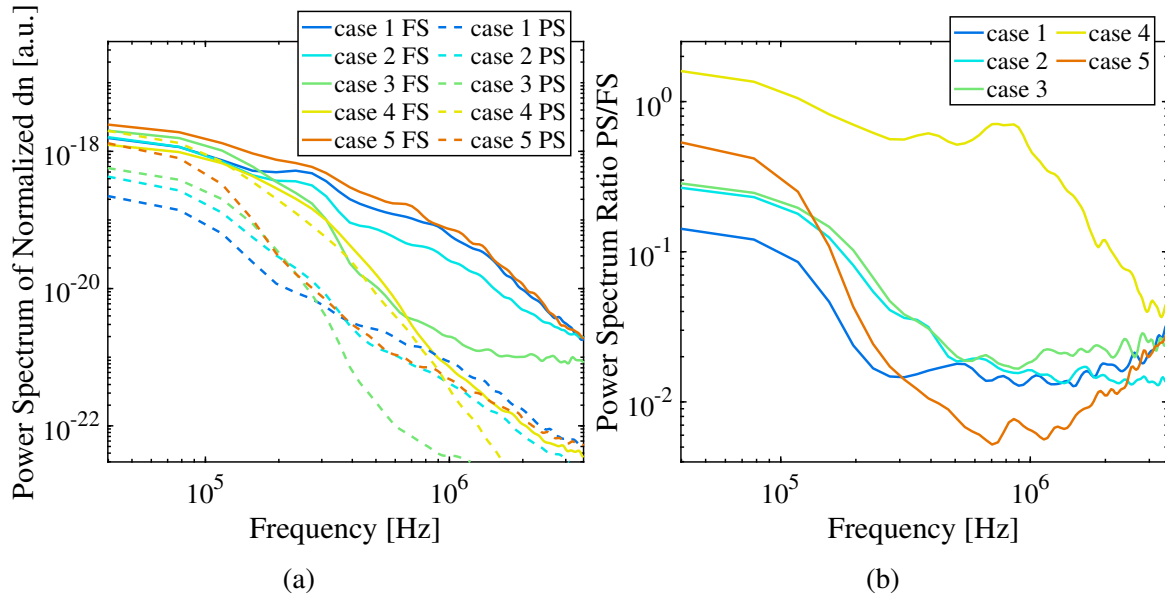 case 1 FS case 1 PS
case 2 FS case 2 PS
case 3 FS case 3 PS
case 4 FS case 4 PS
case 5 FS case 5 PS
Power Spectrum of Normalized dn [a.u.]
10^-18
10^-20
10^-22
10^5 10^6
Frequency [Hz]
(a)
case 1 case 4
case 2 case 5
case 3
Power Spectrum Ratio PS/FS
10^0
10^-1
10^-2
10^5 10^6
Frequency [Hz]
(b)